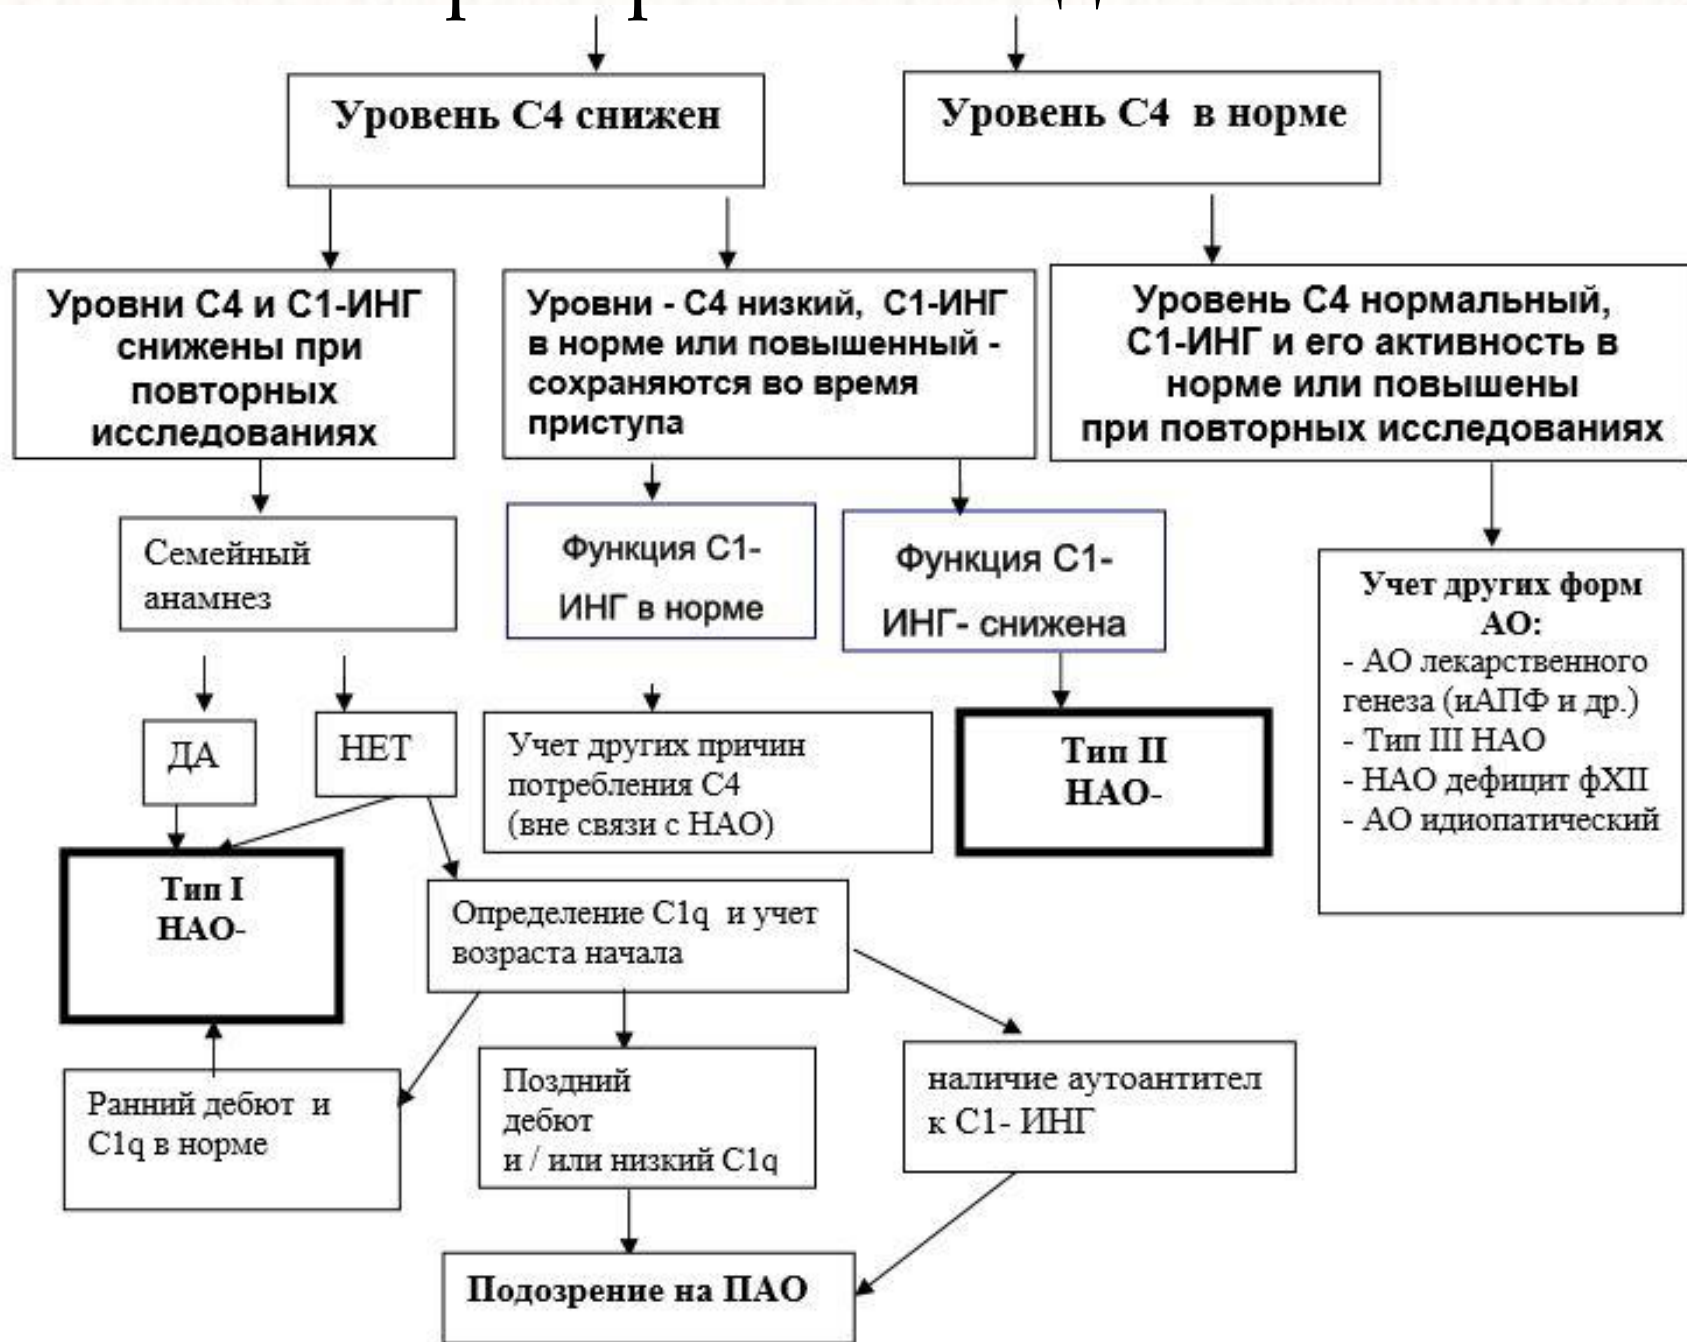 Уровень С4 снижен
Уровень С4 в норме
Уровни С4 и С1-ИНГ
снижены при
повторных
исследованиях
Уровни - С4 низкий, С1-ИНГ
в норме или повышенный -
сохраняются во время
приступа
Уровень С4 нормальный,
С1-ИНГ и его активность в
норме или повышены
при повторных исследованиях
Семейный
анамнез
Функция С1-
ИНГ в норме
Функция С1-
ИНГ- снижена
Учет других форм
АО:
- АО лекарственного
генеза (иАПФ и др.)
- Тип III НАО
- НАО дефицит фXII
- АО идиопатический
ДА
НЕТ
Учет других причин
потребления С4
(вне связи с НАО)
Тип II
НАО-
Тип I
НАО-
Определение C1q и учет
возраста начала
Ранний дебют и
C1q в норме
Поздний
дебют
и / или низкий C1q
наличие аутоантител
к С1- ИНГ
Подозрение на ПАО